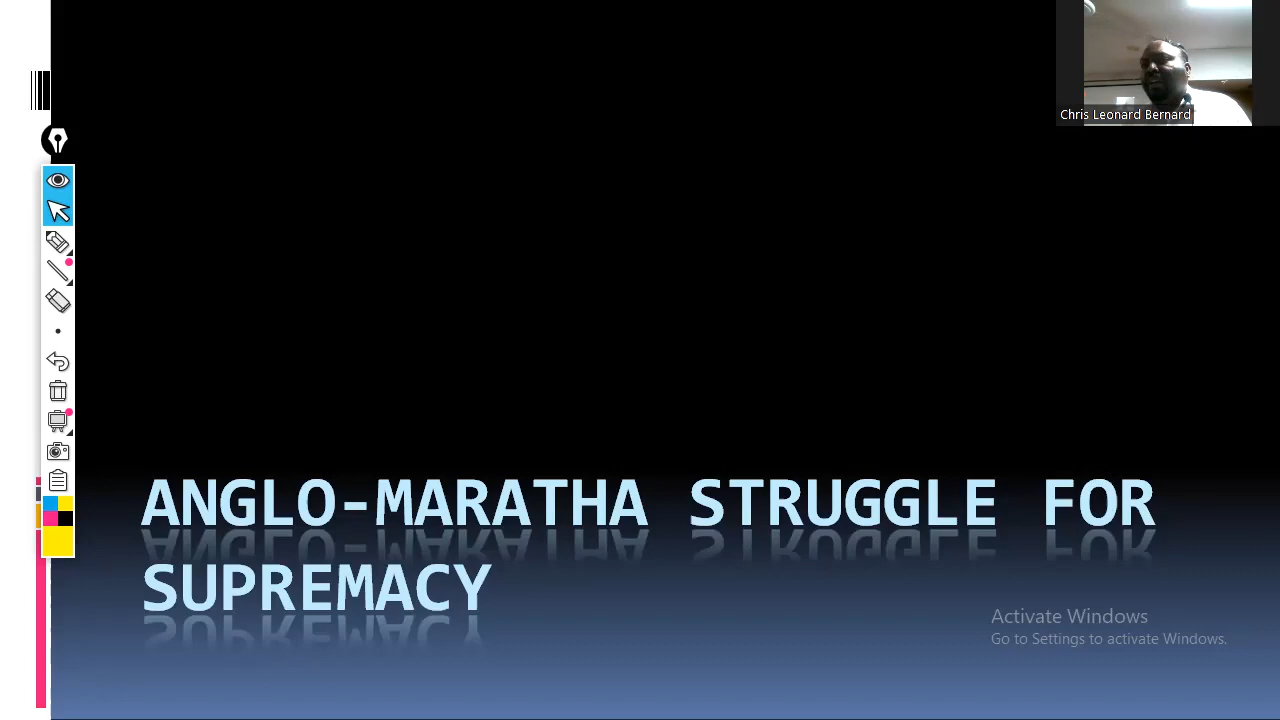 Chris Leonard Bernard
ANGLO-MARATHA STRUGGLE FOR
SUPREMACY
Activate Windows
Go to Settings to activate Windows.